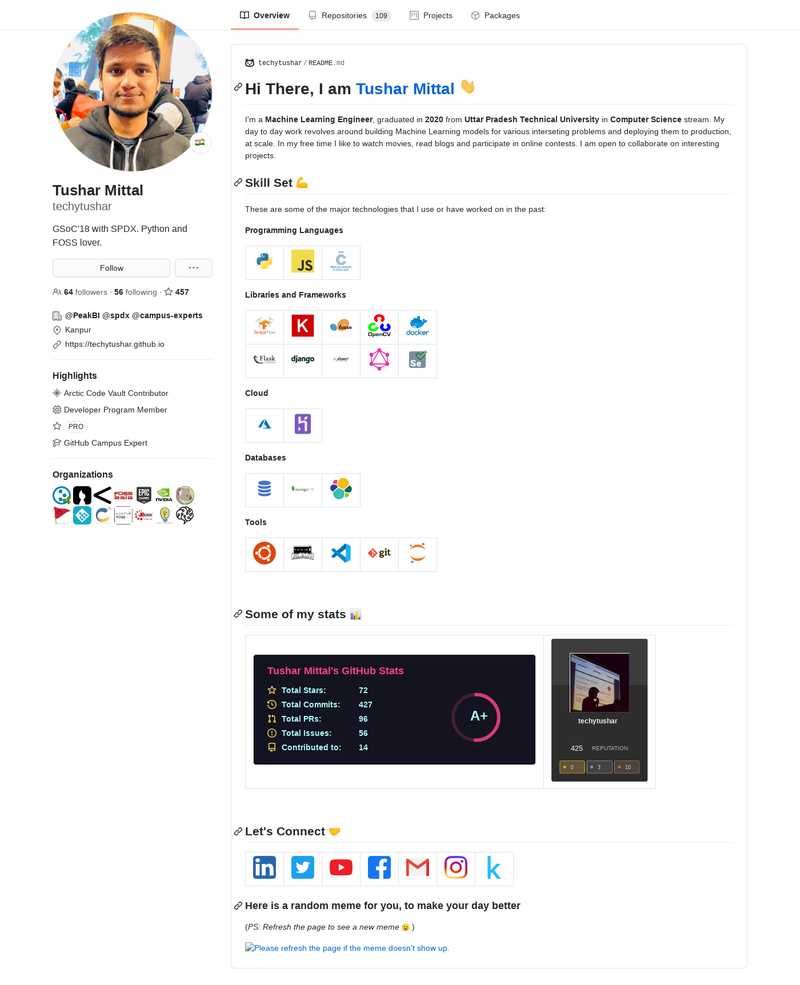 Overview
Repositories 109
Projects
Packages
Tushar Mittal
techytushar
GSoC'18 with SPDX. Python and
FOSS lover.
Follow
64 followers · 56 following · 457
@PeakBI @spdx @campus-experts
Kanpur
https://techytushar.github.io
Highlights
Arctic Code Vault Contributor
Developer Program Member
PRO
GitHub Campus Expert
Organizations
techytushar / README.md
Hi There, I am Tushar Mittal 👋
I'm a Machine Learning Engineer, graduated in 2020 from Uttar Pradesh Technical University in Computer Science stream. My
day to day work revolves around building Machine Learning models for various interseting problems and deploying them to production,
at scale. In my free time I like to watch movies, read blogs and participate in online contests. I am open to collaborate on interesting
projects.
Skill Set 💪
These are some of the major technologies that I use or have worked on in the past:
Programming Languages
JS
C
Libraries and Frameworks
K
OpenCV
docker
Flask
django
Se
Cloud
Databases
Tools
git
Some of my stats 📊
Tushar Mittal's GitHub Stats
Total Stars: 72
Total Commits: 427
Total PRs: 96
Total Issues: 56
Contributed to: 14
A+
techytushar
425 REPUTATION
0 3 10
Let's Connect 🤝
in
k
Here is a random meme for you, to make your day better
(PS: Refresh the page to see a new meme 😉)
Please refresh the page if the meme doesn't show up.